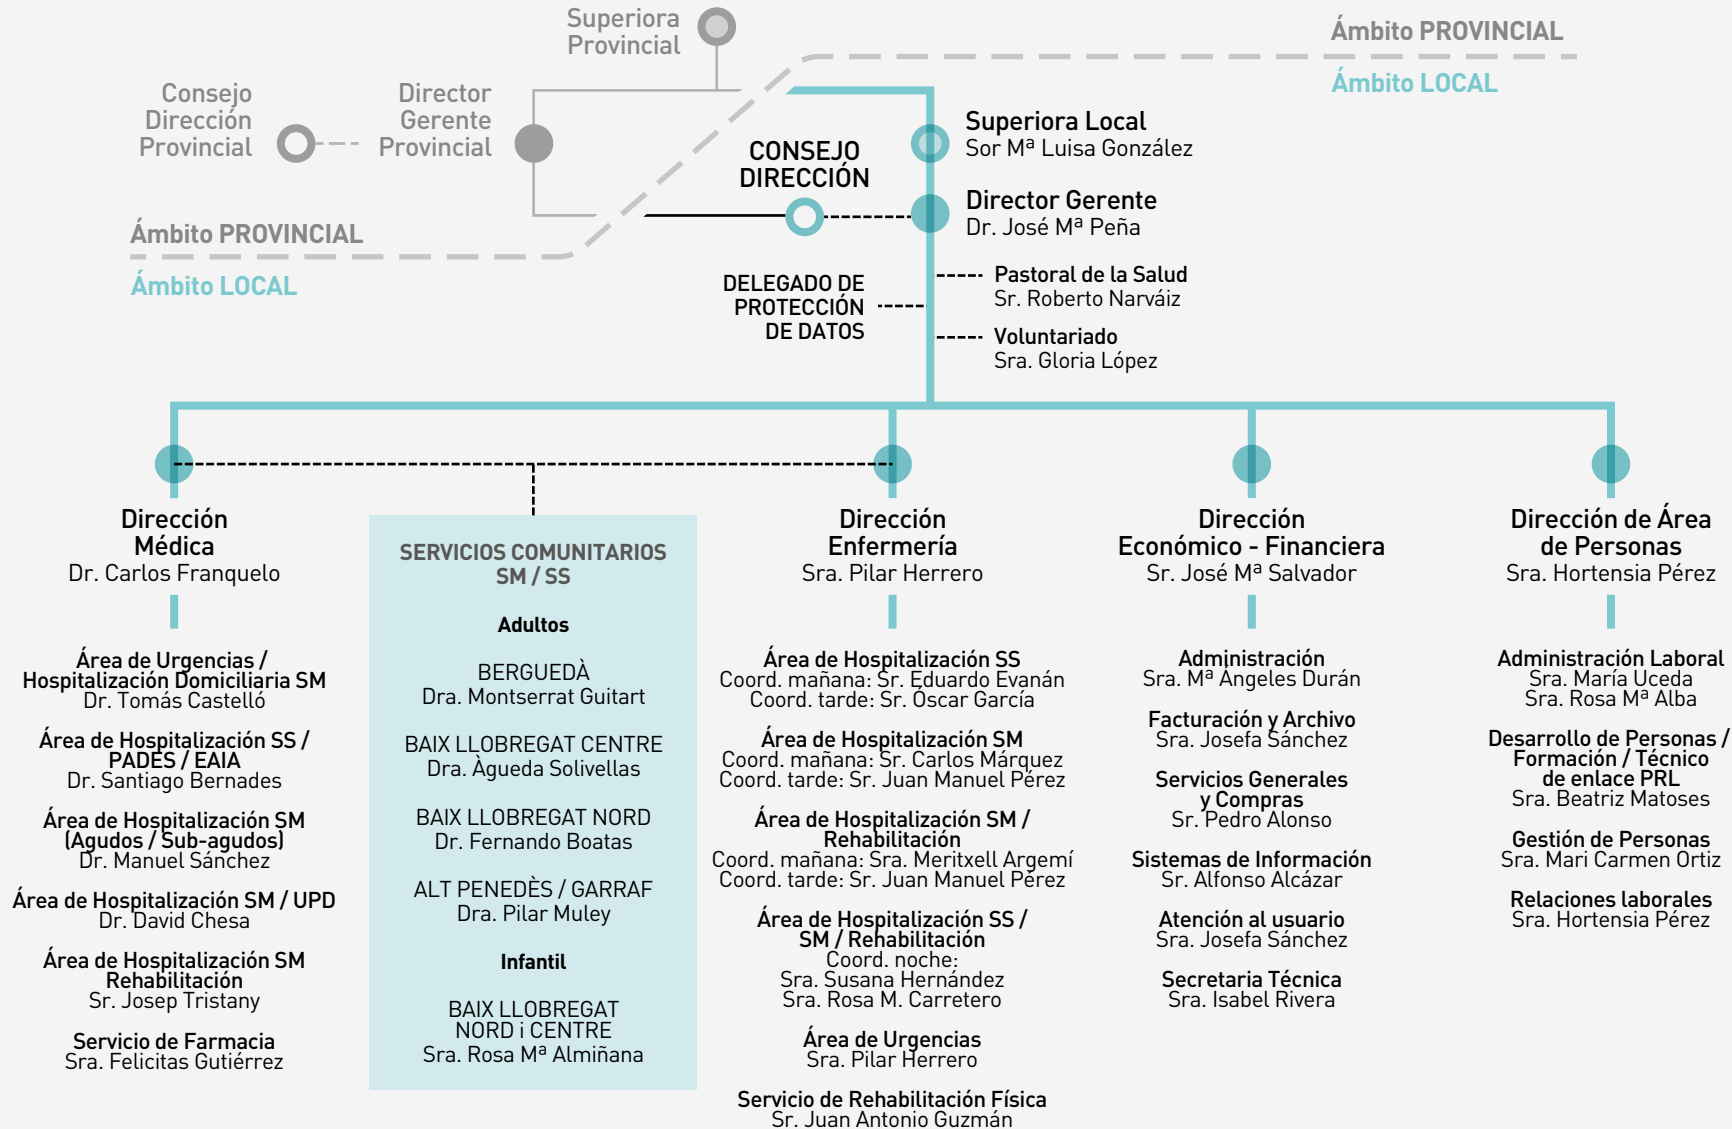 Superiora
Provincial
Ámbito PROVINCIAL
Ámbito LOCAL
Consejo
Dirección
Provincial
Director
Gerente
Provincial
Superiora Local
Sor Mª Luisa González
CONSEJO
DIRECCIÓN
Director Gerente
Dr. José Mª Peña
Ámbito PROVINCIAL
Ámbito LOCAL
DELEGADO DE
PROTECCIÓN
DE DATOS
Pastoral de la Salud
Sr. Roberto Narváiz
Voluntariado
Sra. Gloria López
Dirección
Médica
Dr. Carlos Franquelo
Área de Urgencias /
Hospitalización Domiciliaria SM
Dr. Tomás Castelló
Área de Hospitalización SS /
PADES / EAIA
Dr. Santiago Bernades
Área de Hospitalización SM
(Agudos / Sub-agudos)
Dr. Manuel Sánchez
Área de Hospitalización SM / UPD
Dr. David Chesa
Área de Hospitalización SM
Rehabilitación
Sr. Josep Tristany
Servicio de Farmacia
Sra. Felicitas Gutiérrez
SERVICIOS COMUNITARIOS
SM / SS
Adultos
BERGUEDÀ
Dra. Montserrat Guitart
BAIX LLOBREGAT CENTRE
Dra. Àgueda Solivellas
BAIX LLOBREGAT NORD
Dr. Fernando Boatas
ALT PENEDÈS / GARRAF
Dra. Pilar Muley
Infantil
BAIX LLOBREGAT
NORD i CENTRE
Sra. Rosa Mª Almiñana
Dirección
Enfermería
Sra. Pilar Herrero
Área de Hospitalización SS
Coord. mañana: Sr. Eduardo Evanán
Coord. tarde: Sr. Óscar García
Área de Hospitalización SM
Coord. mañana: Sr. Carlos Márquez
Coord. tarde: Sr. Juan Manuel Pérez
Área de Hospitalización SM /
Rehabilitación
Coord. mañana: Sra. Meritxell Argemí
Coord. tarde: Sr. Juan Manuel Pérez
Área de Hospitalización SS /
SM / Rehabilitación
Coord. noche:
Sra. Susana Hernández
Sra. Rosa M. Carretero
Área de Urgencias
Sra. Pilar Herrero
Servicio de Rehabilitación Física
Sr. Juan Antonio Guzmán
Dirección
Económico - Financiera
Sr. José Mª Salvador
Administración
Sra. Mª Ángeles Durán
Facturación y Archivo
Sra. Josefa Sánchez
Servicios Generales
y Compras
Sr. Pedro Alonso
Sistemas de Información
Sr. Alfonso Alcázar
Atención al usuario
Sra. Josefa Sánchez
Secretaria Técnica
Sra. Isabel Rivera
Dirección de Área
de Personas
Sra. Hortensia Pérez
Administración Laboral
Sra. María Uceda
Sra. Rosa Mª Alba
Desarrollo de Personas /
Formación / Técnico
de enlace PRL
Sra. Beatriz Matoses
Gestión de Personas
Sra. Mari Carmen Ortiz
Relaciones laborales
Sra. Hortensia Pérez